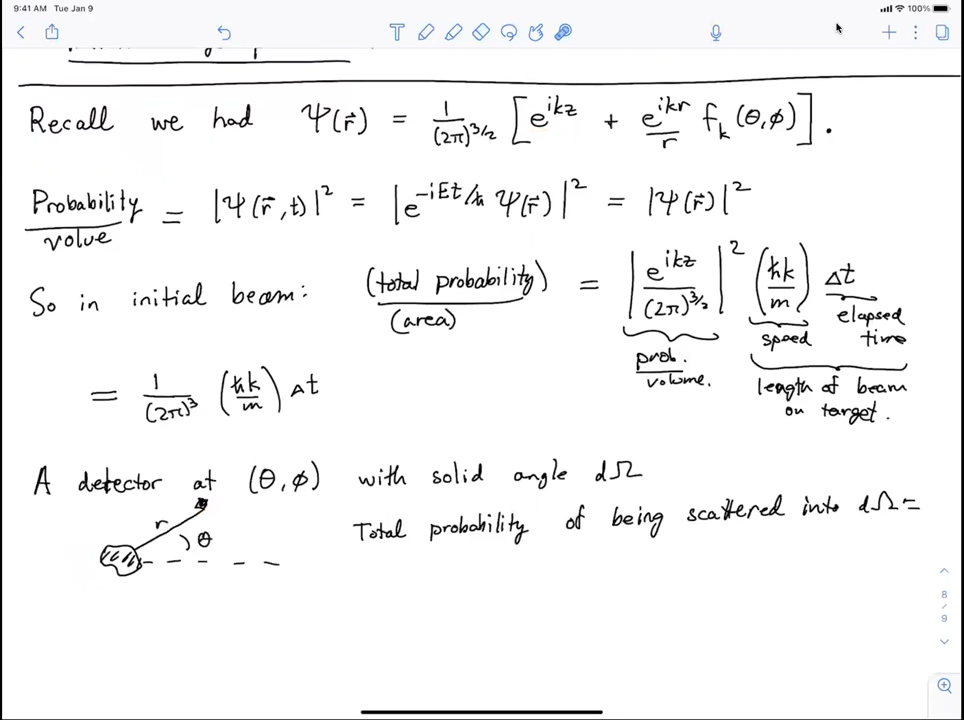 9:41 AM Tue Jan 9
100%
Recall we had Ψ(r⃗) = 1/(2π)^{3/2} [e^{ikz} + e^{ikr}/r f_k(θ,φ)].
Probability/volve = |Ψ(r⃗,t)|² = |e^{-iEt/ħ} Ψ(r⃗)|² = |Ψ(r⃗)|²
So in initial beam: (total probability)/(area) = |e^{ikz}/(2π)^{3/2}|² (ħk/m) Δt
elapsed time
speed
prob./volume.
length of beam on target.
= 1/(2π)³ (ħk/m) Δt
A detector at (θ,φ) with solid angle dΩ
Total probability of being scattered into dΩ =
r
θ
8
/
9